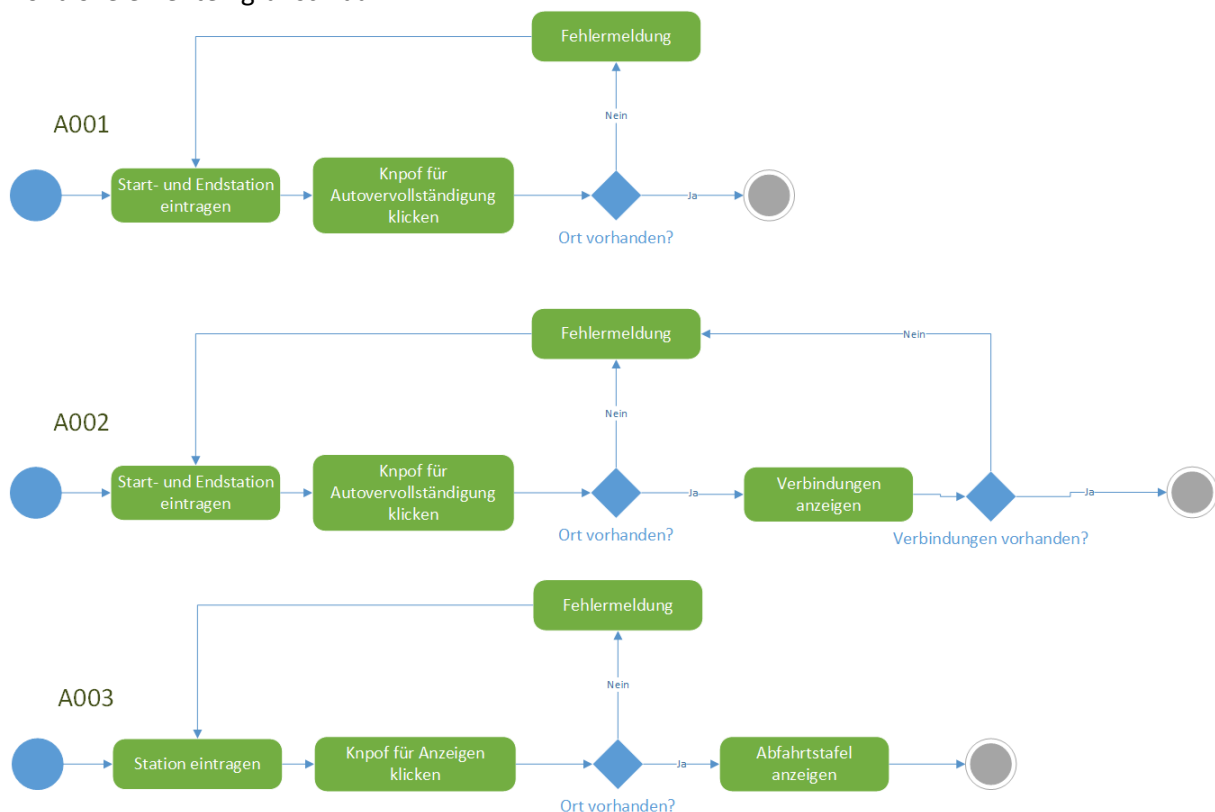 Fehlermeldung
Nein
A001
Start- und Endstation
eintragen
Knpof für
Autovervollständigung
klicken
Ja
Ort vorhanden?
Fehlermeldung
Nein
Nein
A002
Start- und Endstation
eintragen
Knpof für
Autovervollständigung
klicken
Ja
Verbindungen
anzeigen
Ja
Ort vorhanden?
Verbindungen vorhanden?
Fehlermeldung
Nein
A003
Station eintragen
Knpof für Anzeigen
klicken
Ja
Abfahrtstafel
anzeigen
Ort vorhanden?